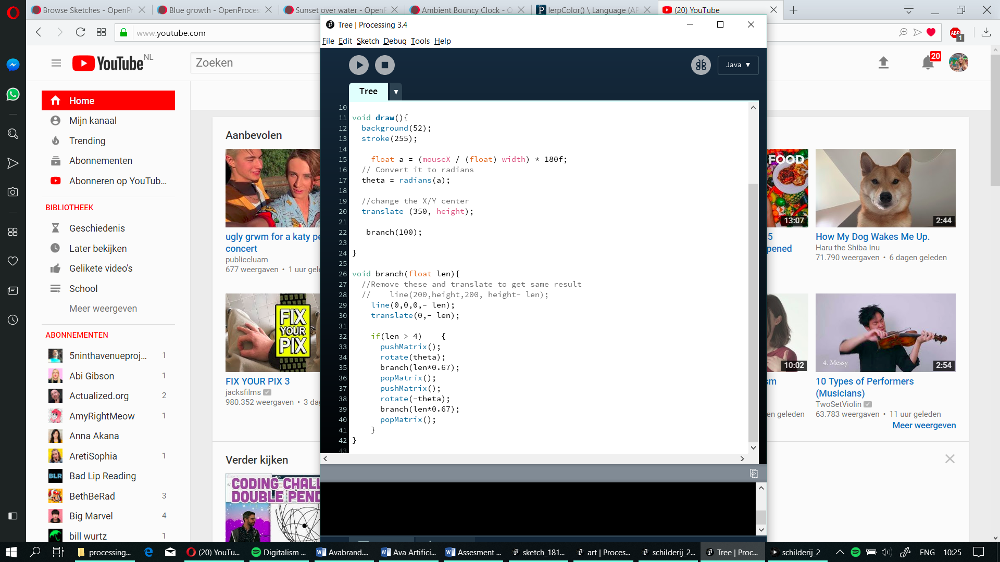 Browse Sketches - OpenPr
Blue growth - OpenProces
Sunset over water - OpenF
Ambient Bouncy Clock - O
lerpColor() \ Language (AP
(20) YouTube
www.youtube.com
ABP
1
Tree | Processing 3.4
File Edit Sketch Debug Tools Help
Java
Tree
YouTube NL
Zoeken
20
Home
Mijn kanaal
Trending
Abonnementen
Abonneren op YouTub...
BIBLIOTHEEK
Geschiedenis
Later bekijken
Gelikete video's
School
Meer weergeven
ABONNEMENTEN
5ninthavenueproj... 1
Abi Gibson 1
Actualized.org 2
AmyRightMeow 1
Anna Akana
AretiSophia 1
BLR
Bad Lip Reading
BethBeRad 3
Big Marvel 4
bill wurtz 1
Aanbevolen
ugly grwm for a katy pe
concert
publiccluam
677 weergaven • 1 uur gel
FIX
YOUR
PIX
FIX YOUR PIX 3
jacksfilms
980.352 weergaven • 3 da
Verder kijken
CODING CHALL
DOUBLE PEND
10
11 void draw(){
12 background(52);
13 stroke(255);
14
15 float a = (mouseX / (float) width) * 180f;
16 // Convert it to radians
17 theta = radians(a);
18
19 //change the X/Y center
20 translate (350, height);
21
22 branch(100);
23
24 }
25
26 void branch(float len){
27 //Remove these and translate to get same result
28 // line(200,height,200, height- len);
29 line(0,0,0,- len);
30 translate(0,- len);
31
32 if(len > 4) {
33 pushMatrix();
34 rotate(theta);
35 branch(len*0.67);
36 popMatrix();
37 pushMatrix();
38 rotate(-theta);
39 branch(len*0.67);
40 popMatrix();
41 }
42 }
43
FOOD
13:07
5
pened
2:44
How My Dog Wakes Me Up.
Haru the Shiba Inu
71.790 weergaven • 6 dagen geleden
10:02
sm
en geleden
4. Messy
2:54
10 Types of Performers
(Musicians)
TwoSetViolin
63.783 weergaven • 11 uur geleden
Meer weergeven
processing...
(20) YouTu...
Digitalism ...
Avabrand....
Ava Artifici...
Assesment ...
sketch_181...
art | Proces...
schilderij_2...
Tree | Proc...
schilderij_2
ENG
10:25